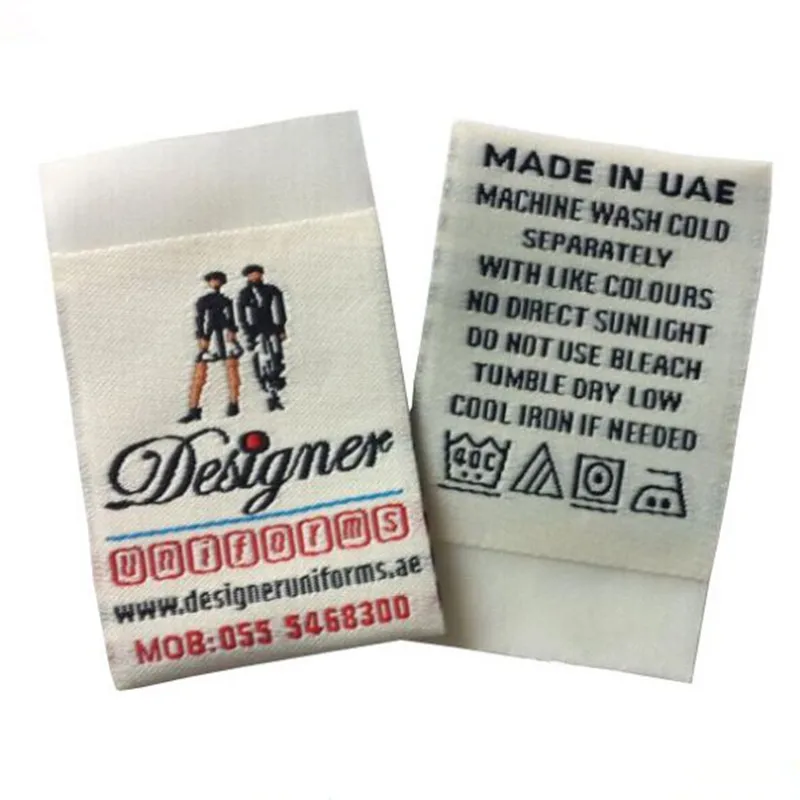 Designer
uniforms
www.designeruniforms.ae
MOB:055 5468300
MADE IN UAE
MACHINE WASH COLD
SEPARATELY
WITH LIKE COLOURS
NO DIRECT SUNLIGHT
DO NOT USE BLEACH
TUMBLE DRY LOW
COOL IRON IF NEEDED
40C